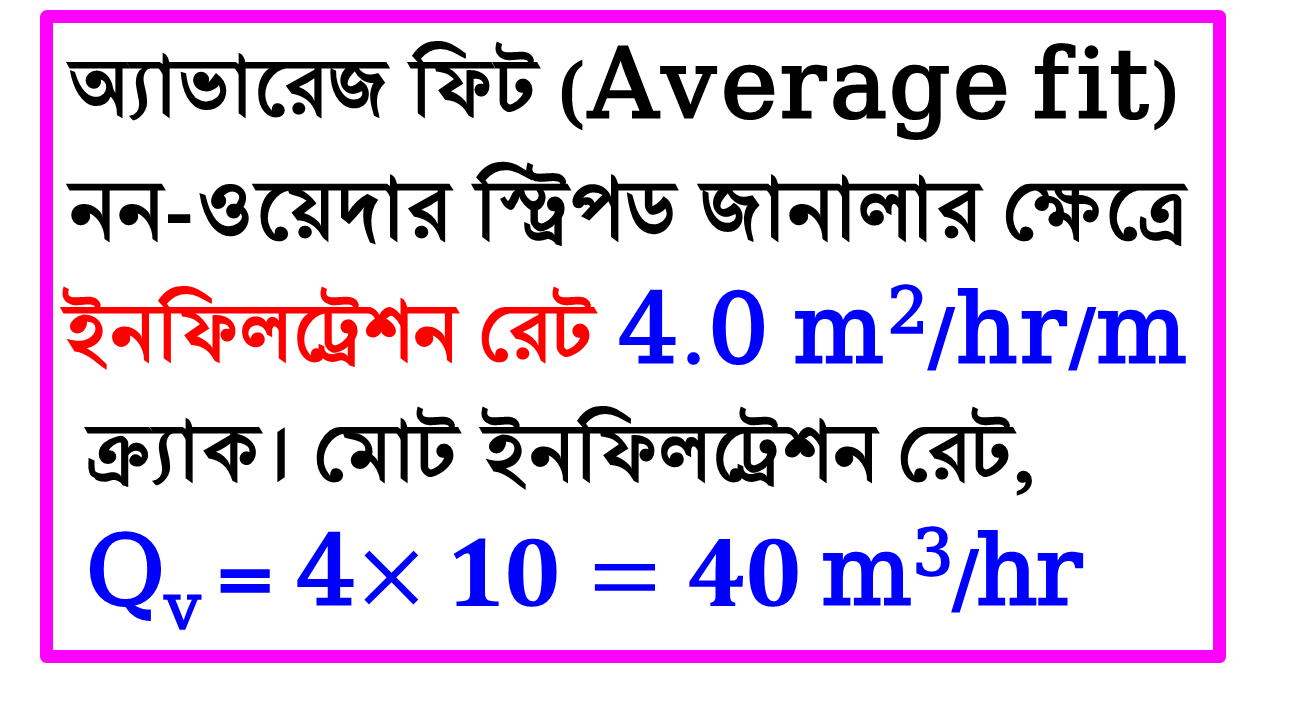 অ্যাভারেজ ফিট (Average fit)
নন-ওয়েদার স্ট্রিপড জানালার ক্ষেত্রে
ইনফিলট্রেশন রেট 4.0 m²/hr/m
ক্র্যাক। মোট ইনফিলট্রেশন রেট,
Qᵥ = 4× 10 = 40 m³/hr